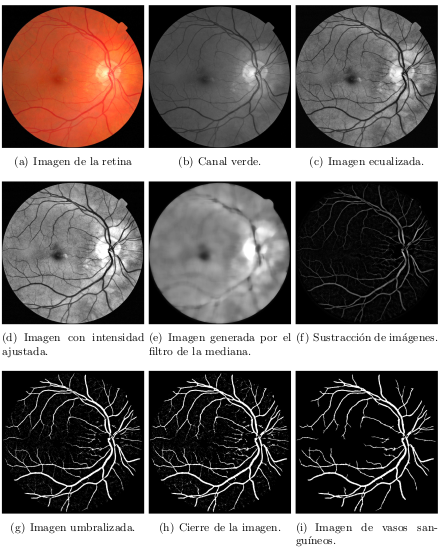 (a) Imagen de la retina
(b) Canal verde.
(c) Imagen ecualizada.
(d) Imagen con intensidad
ajustada.
(e) Imagen generada por el
filtro de la mediana.
(f) Sustracción de imágenes.
(g) Imagen umbralizada.
(h) Cierre de la imagen.
(i) Imagen de vasos san-
guíneos.